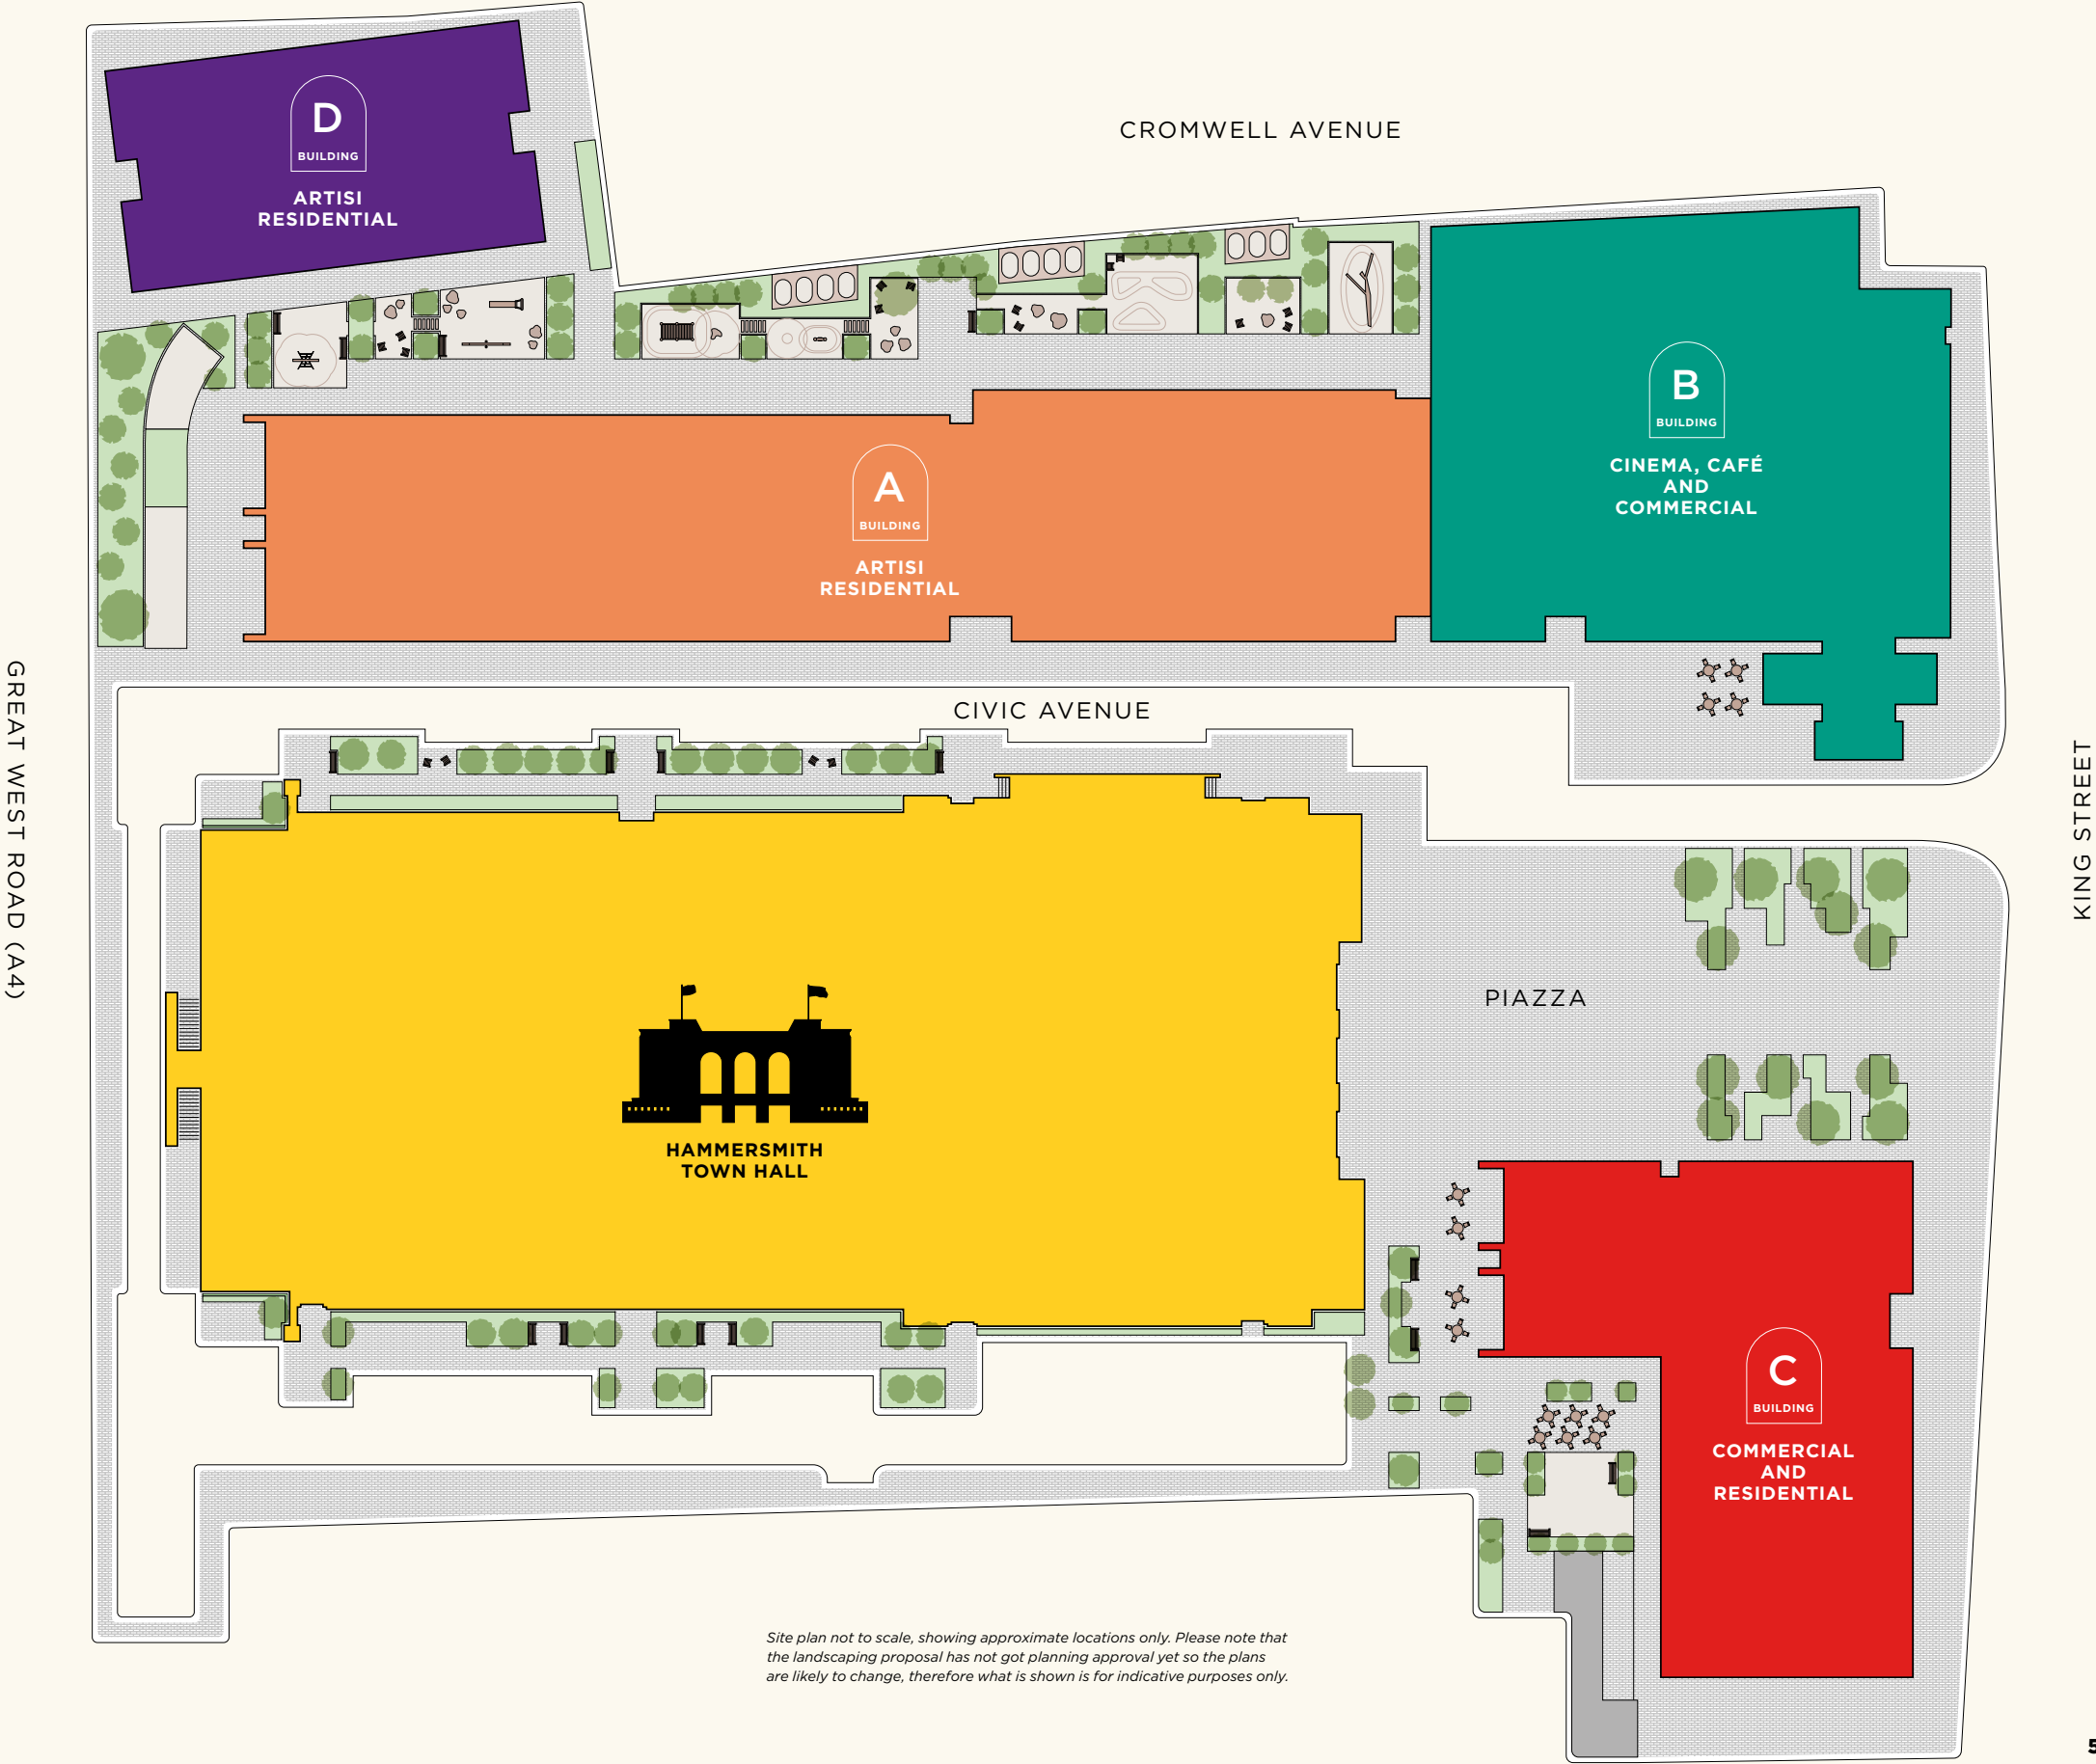 CROMWELL AVENUE
D
BUILDING
ARTISI
RESIDENTIAL
B
BUILDING
CINEMA, CAFÉ
AND
COMMERCIAL
A
BUILDING
ARTISI
RESIDENTIAL
GREAT WEST ROAD (A4)
CIVIC AVENUE
KING STREET
PIAZZA
HAMMERSMITH
TOWN HALL
C
BUILDING
COMMERCIAL
AND
RESIDENTIAL
Site plan not to scale, showing approximate locations only. Please note that
the landscaping proposal has not got planning approval yet so the plans
are likely to change, therefore what is shown is for indicative purposes only.